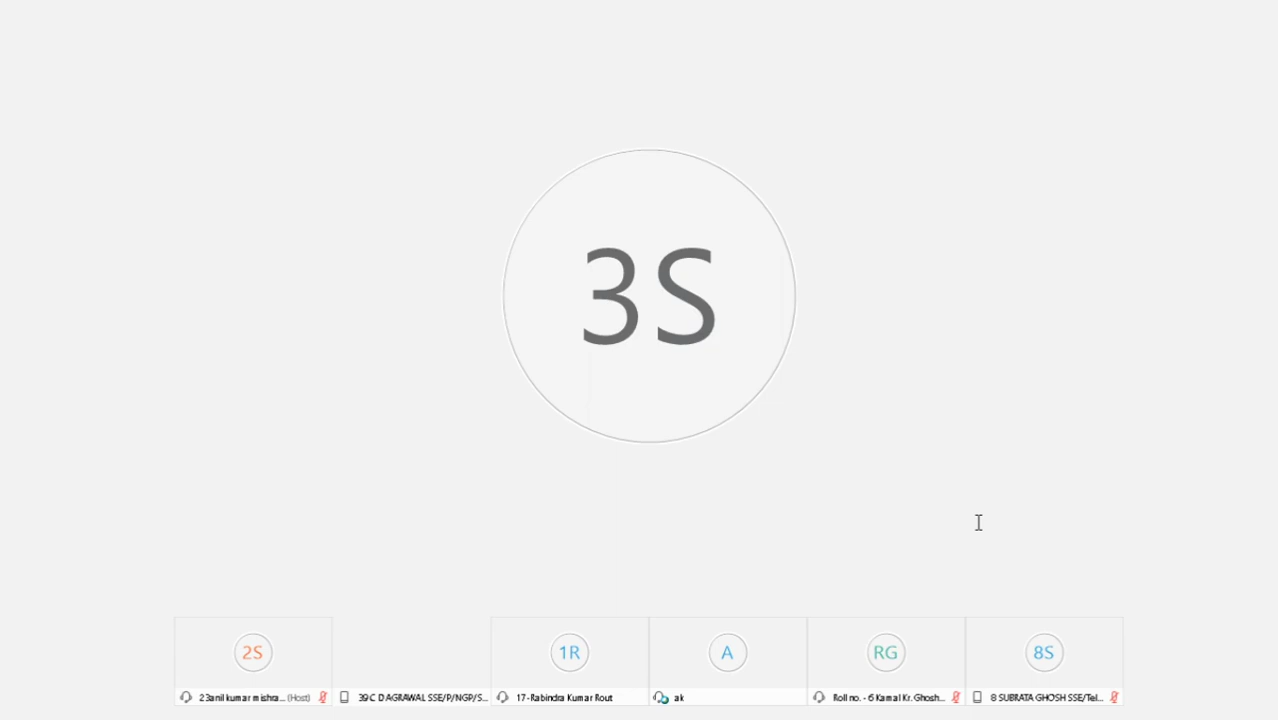 3S
2S
1R
A
RG
8S
23anil kumar mishra... (Host)
39C D AGRAWAL SSE/P/NGP/S...
17-Rabindra Kumar Rout
ak
Roll no. - 6 Kamal Kr. Ghosh...
8 SUBRATA GHOSH SSE/Tel...